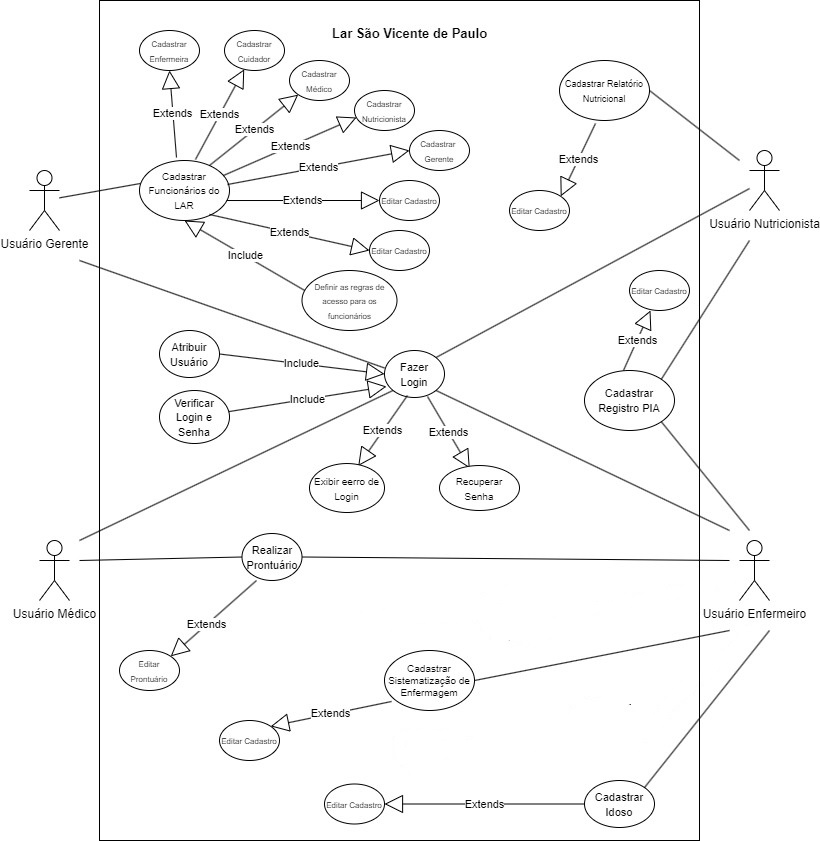 Lar São Vicente de Paulo
Cadastrar
Enfermeira
Cadastrar
Cuidador
Cadastrar
Médico
Cadastrar
Nutricionista
Cadastrar
Gerente
Extends
Extends
Extends
Extends
Extends
Cadastrar
Funcionários do
LAR
Extends
Editar Cadastro
Extends
Editar Cadastro
Include
Definir as regras de
acesso para os
funcionários
Cadastrar Relatório
Nutricional
Extends
Editar Cadastro
Usuário Gerente
Usuário Nutricionista
Editar Cadastro
Extends
Cadastrar
Registro PIA
Atribuir
Usuário
Include
Fazer
Login
Verificar
Login e
Senha
Include
Extends
Extends
Exibir eerro de
Login
Recuperar
Senha
Realizar
Prontuário
Usuário Médico
Usuário Enfermeiro
Extends
Editar
Prontuário
Cadastrar
Sistematização de
Enfermagem
Extends
Editar Cadastro
Editar Cadastro
Extends
Cadastrar
Idoso